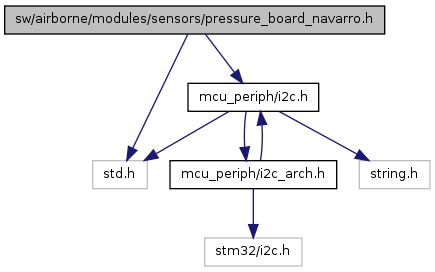 sw/airborne/modules/sensors/pressure_board_navarro.h
mcu_periph/i2c.h
std.h
mcu_periph/i2c_arch.h
string.h
stm32/i2c.h